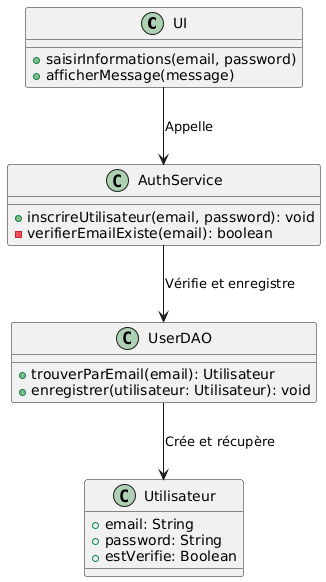 C UI
saisirInformations(email, password)
afficherMessage(message)
Appelle
C AuthService
inscrireUtilisateur(email, password): void
verifierEmailExiste(email): boolean
Vérifie et enregistre
C UserDAO
trouverParEmail(email): Utilisateur
enregistrer(utilisateur: Utilisateur): void
Crée et récupère
C Utilisateur
email: String
password: String
estVerifie: Boolean